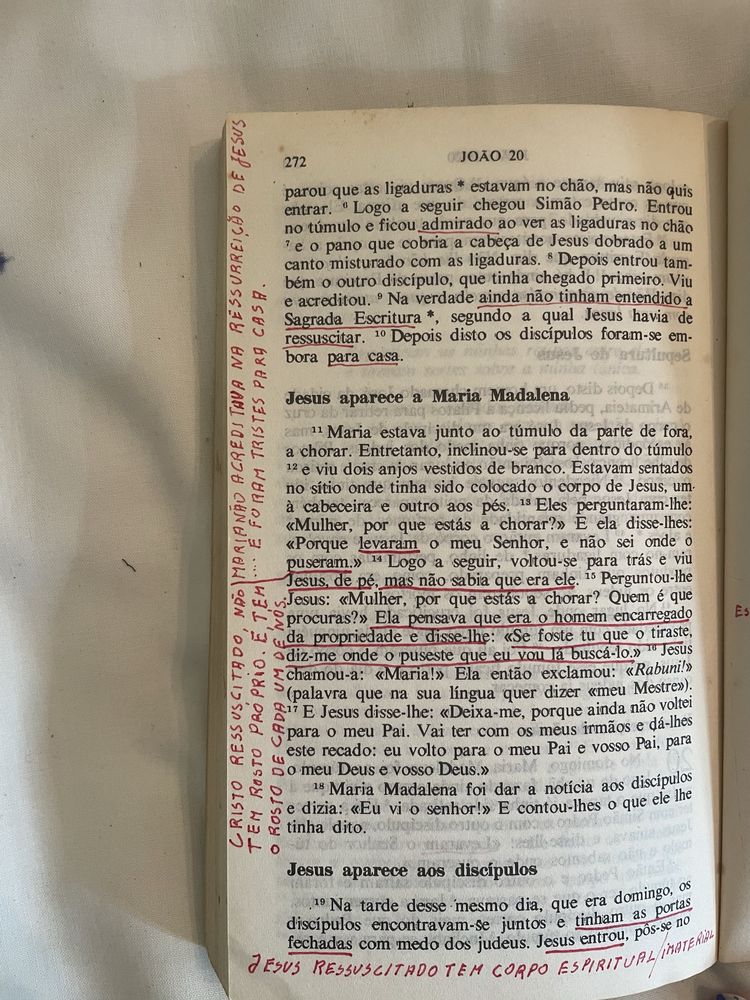 272
JOÃO 20
parou que as ligaduras * estavam no chão, mas não quis
entrar. ⁶ Logo a seguir chegou Simão Pedro. Entrou
no túmulo e ficou admirado ao ver as ligaduras no chão
⁷ e o pano que cobria a cabeça de Jesus dobrado a um
canto misturado com as ligaduras. ⁸ Depois entrou tam-
bém o outro discípulo, que tinha chegado primeiro. Viu
e acreditou. ⁹ Na verdade ainda não tinham entendido a
Sagrada Escritura *, segundo a qual Jesus havia de
ressuscitar. ¹⁰ Depois disto os discípulos foram-se em-
bora para casa.
Jesus aparece a Maria Madalena
¹¹ Maria estava junto ao túmulo da parte de fora,
a chorar. Entretanto, inclinou-se para dentro do túmulo
¹² e viu dois anjos vestidos de branco. Estavam sentados
no sítio onde tinha sido colocado o corpo de Jesus, um
à cabeceira e outro aos pés. ¹³ Eles perguntaram-lhe:
«Mulher, por que estás a chorar?» E ela disse-lhes:
«Porque levaram o meu Senhor, e não sei onde o
puseram.» ¹⁴ Logo a seguir, voltou-se para trás e viu
Jesus, de pé, mas não sabia que era ele. ¹⁵ Perguntou-lhe
Jesus: «Mulher, por que estás a chorar? Quem é que
procuras?» Ela pensava que era o homem encarregado
da propriedade e disse-lhe: «Se foste tu que o tiraste,
diz-me onde o puseste que eu vou lá buscá-lo.» ¹⁶ Jesus
chamou-a: «Maria!» Ela então exclamou: «Rabuni!»
(palavra que na sua língua quer dizer «meu Mestre»).
¹⁷ E Jesus disse-lhe: «Deixa-me, porque ainda não voltei
para o meu Pai. Vai ter com os meus irmãos e dá-lhes
este recado: eu volto para o meu Pai e vosso Pai, para
o meu Deus e vosso Deus.»
¹⁸ Maria Madalena foi dar a notícia aos discípulos
e dizia: «Eu vi o senhor!» E contou-lhes o que ele lhe
tinha dito.
Jesus aparece aos discípulos
¹⁹ Na tarde desse mesmo dia, que era domingo, os
discípulos encontravam-se juntos e tinham as portas
fechadas com medo dos judeus. Jesus entrou, pôs-se no
JESUS RESSUSCITADO TEM CORPO ESPIRITUAL/IMATERIAL
CRISTO RESSUSCITADO, NÃO MARIA NÃO ACREDITAVA NA RESSURREIÇÃO DE JESUS
TEM ROSTO PRÓPRIO. E TEM.... E FORAM TRISTES PARA CASA.
O ROSTO DE CADA UM DE NÓS.